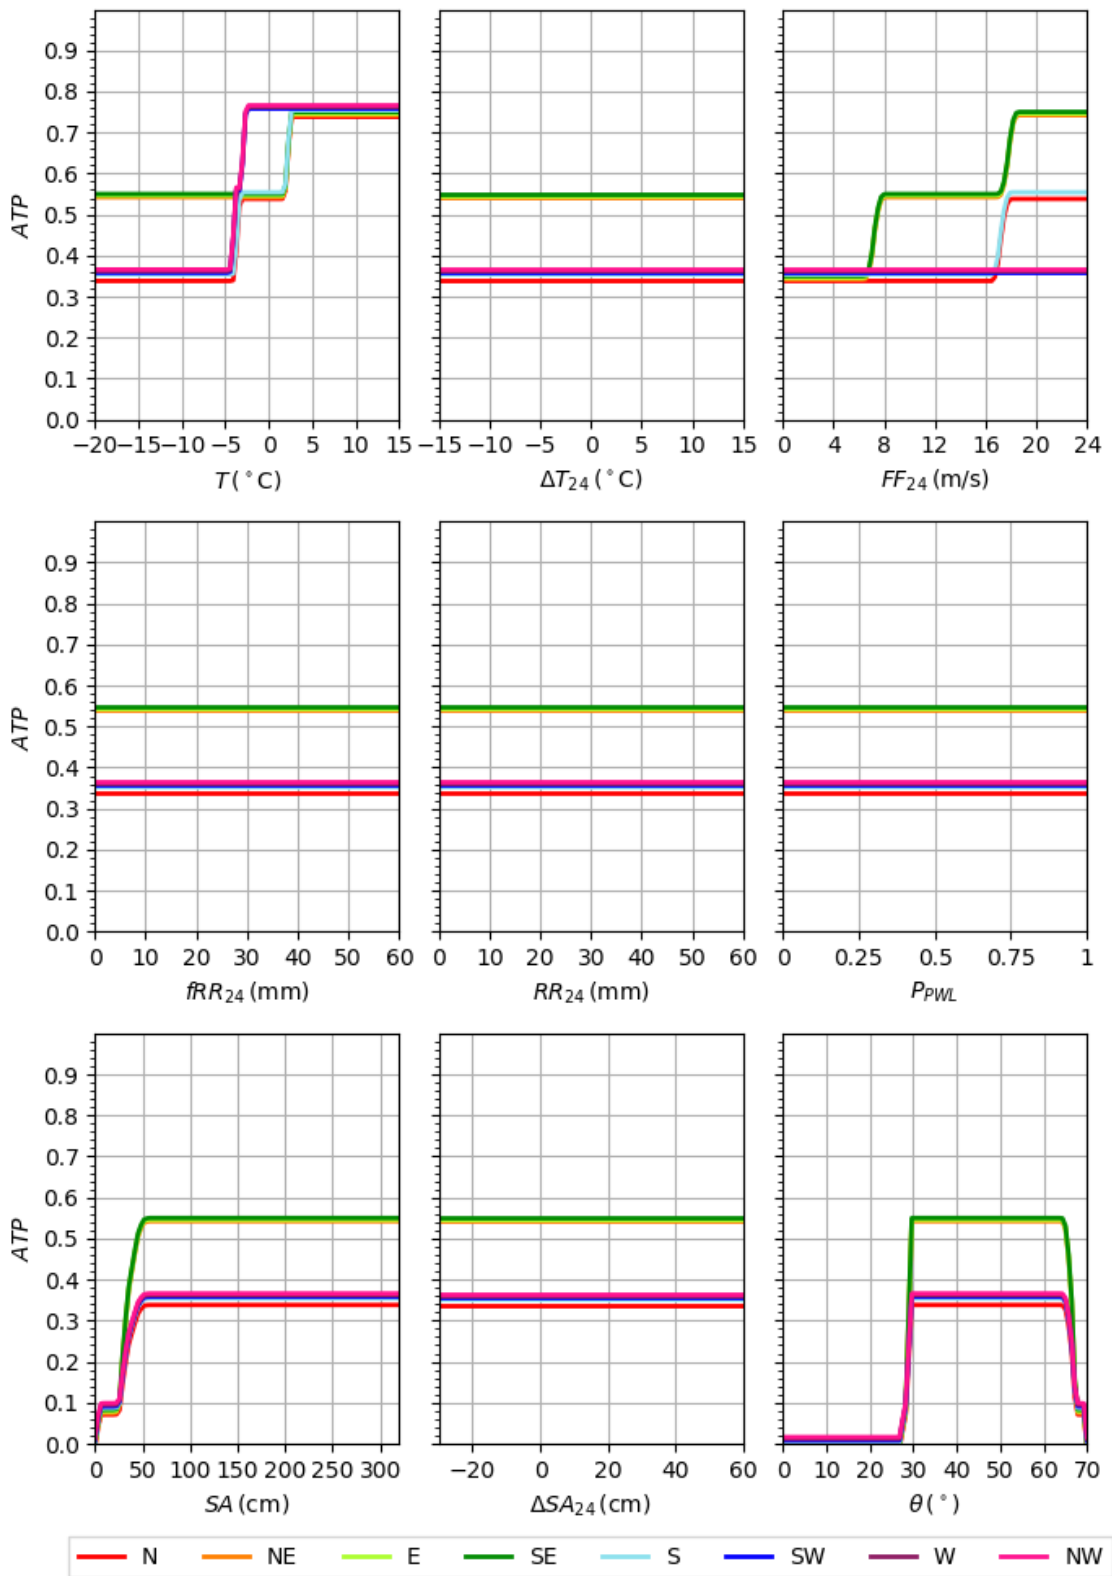 ATP
0.9
0.8
0.7
0.6
0.5
0.4
0.3
0.2
0.1
0.0
−20 −15 −10 −5 0 5 10 15
T (°C)
−15 −10 −5 0 5 10 15
ΔT₂₄ (°C)
0 4 8 12 16 20 24
FF₂₄ (m/s)
ATP
0.9
0.8
0.7
0.6
0.5
0.4
0.3
0.2
0.1
0.0
0 10 20 30 40 50 60
fRR₂₄ (mm)
0 10 20 30 40 50 60
RR₂₄ (mm)
0 0.25 0.5 0.75 1
P_PWL
ATP
0.9
0.8
0.7
0.6
0.5
0.4
0.3
0.2
0.1
0.0
0 50 100 150 200 250 300
SA (cm)
−20 0 20 40 60
ΔSA₂₄ (cm)
0 10 20 30 40 50 60 70
θ (°)
N NE E SE S SW W NW